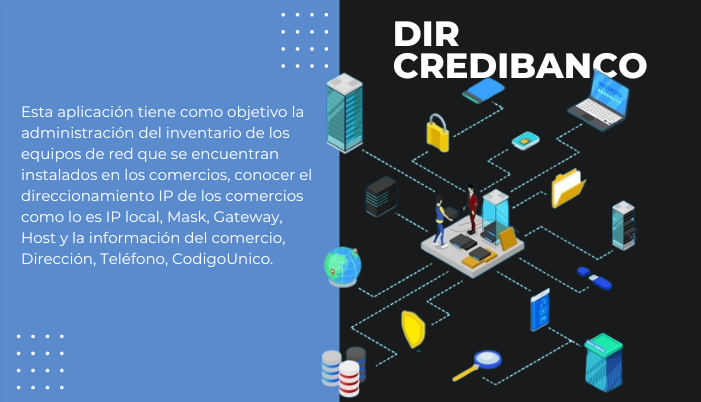 DIR
CREDIBANCO
Esta aplicación tiene como objetivo la
administración del inventario de los
equipos de red que se encuentran
instalados en los comercios, conocer el
direccionamiento IP de los comercios
como lo es IP local, Mask, Gateway,
Host y la información del comercio,
Dirección, Teléfono, CodigoUnico.